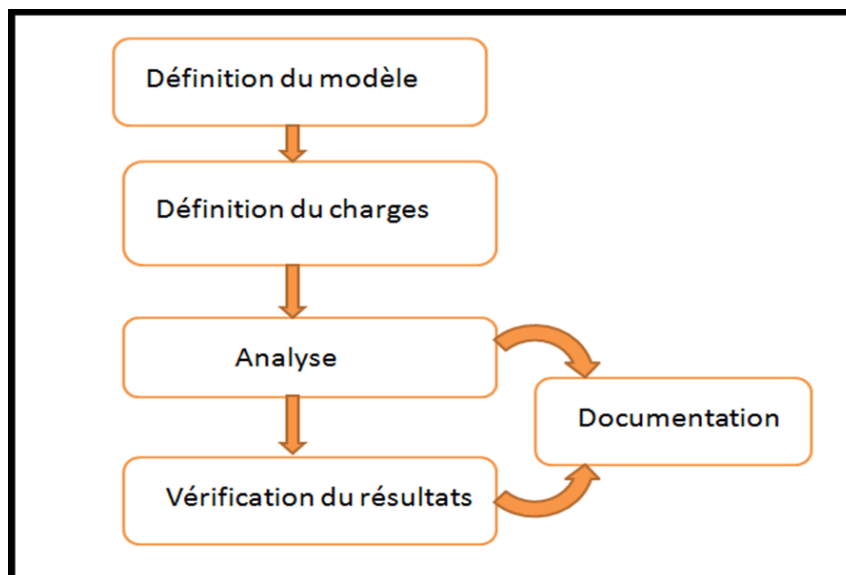 Définition du modèle
Définition du charges
Analyse
Documentation
Vérification du résultats